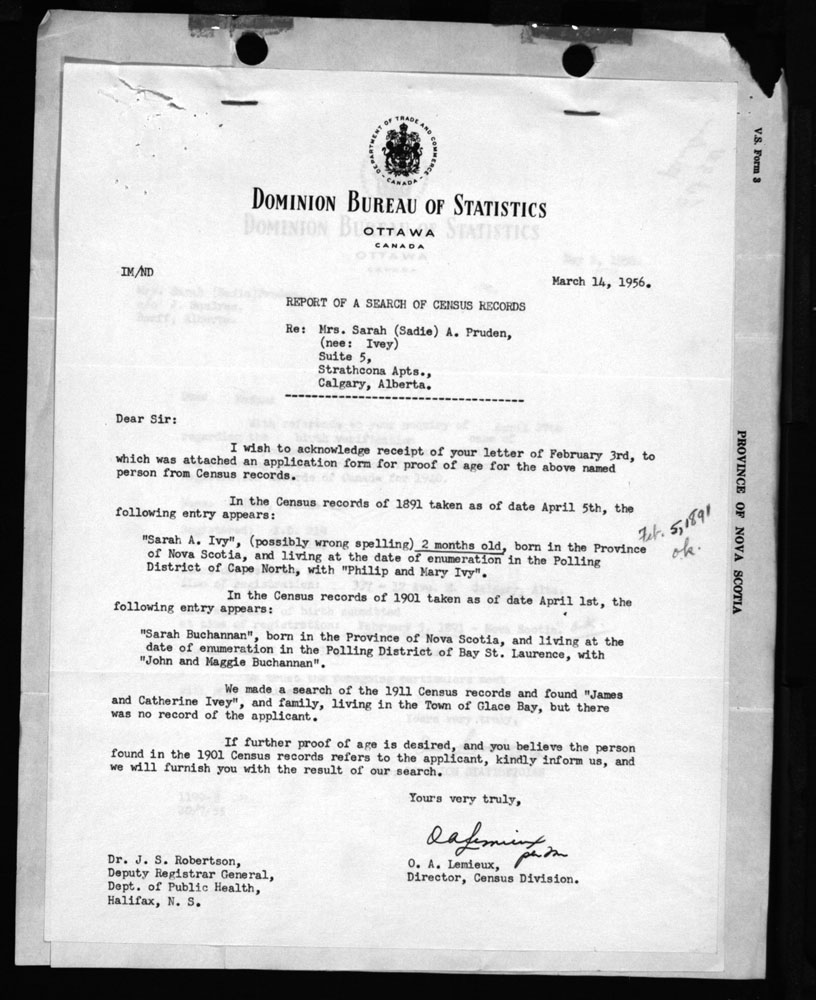 V.S. Form 3
DEPARTMENT OF TRADE AND COMMERCE
CANADA
DOMINION BUREAU OF STATISTICS
OTTAWA
CANADA
IM/ND
March 14, 1956.
REPORT OF A SEARCH OF CENSUS RECORDS
Re: Mrs. Sarah (Sadie) A. Pruden,
(nee: Ivey)
Suite 5,
Strathcona Apts.,
Calgary, Alberta.
Dear Sir:
I wish to acknowledge receipt of your letter of February 3rd, to
which was attached an application form for proof of age for the above named
person from Census records.
In the Census records of 1891 taken as of date April 5th, the
following entry appears:
Feb. 5, 1891
ok.
"Sarah A. Ivy", (possibly wrong spelling) 2 months old, born in the Province
of Nova Scotia, and living at the date of enumeration in the Polling
District of Cape North, with "Philip and Mary Ivy".
In the Census records of 1901 taken as of date April 1st, the
following entry appears:
"Sarah Buchannan", born in the Province of Nova Scotia, and living at the
date of enumeration in the Polling District of Bay St. Laurence, with
"John and Maggie Buchannan".
We made a search of the 1911 Census records and found "James
and Catherine Ivey", and family, living in the Town of Glace Bay, but there
was no record of the applicant.
If further proof of age is desired, and you believe the person
found in the 1901 Census records refers to the applicant, kindly inform us, and
we will furnish you with the result of our search.
Yours very truly,
OALemieux
O. A. Lemieux,
Director, Census Division.
Dr. J. S. Robertson,
Deputy Registrar General,
Dept. of Public Health,
Halifax, N. S.
PROVINCE OF NOVA SCOTIA